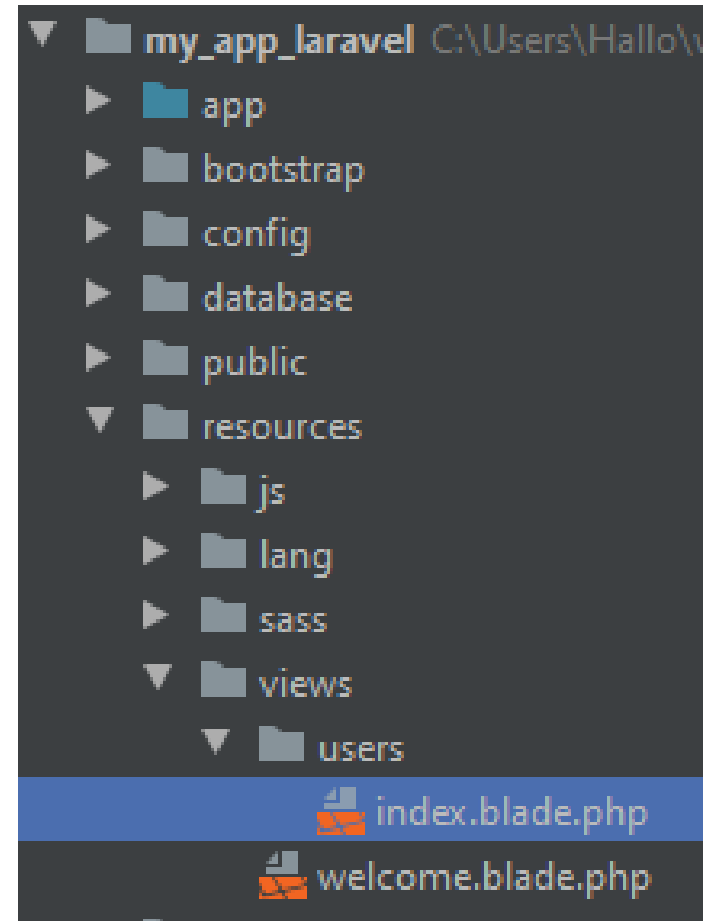 my_app_laravel C:\Users\Hallo\
app
bootstrap
config
database
public
resources
js
lang
sass
views
users
index.blade.php
welcome.blade.php